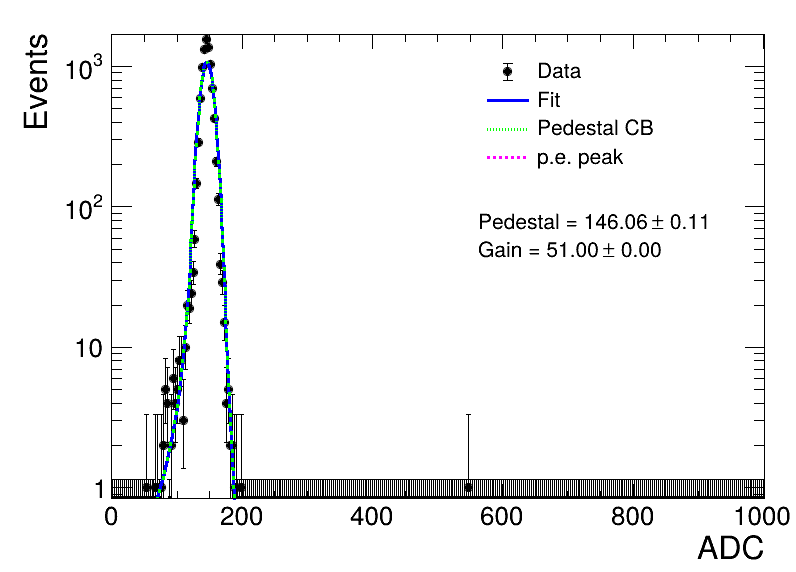 Events
10³
10²
10
1
Data
Fit
Pedestal CB
p.e. peak
Pedestal = 146.06 ± 0.11
Gain = 51.00 ± 0.00
0 200 400 600 800 1000
ADC